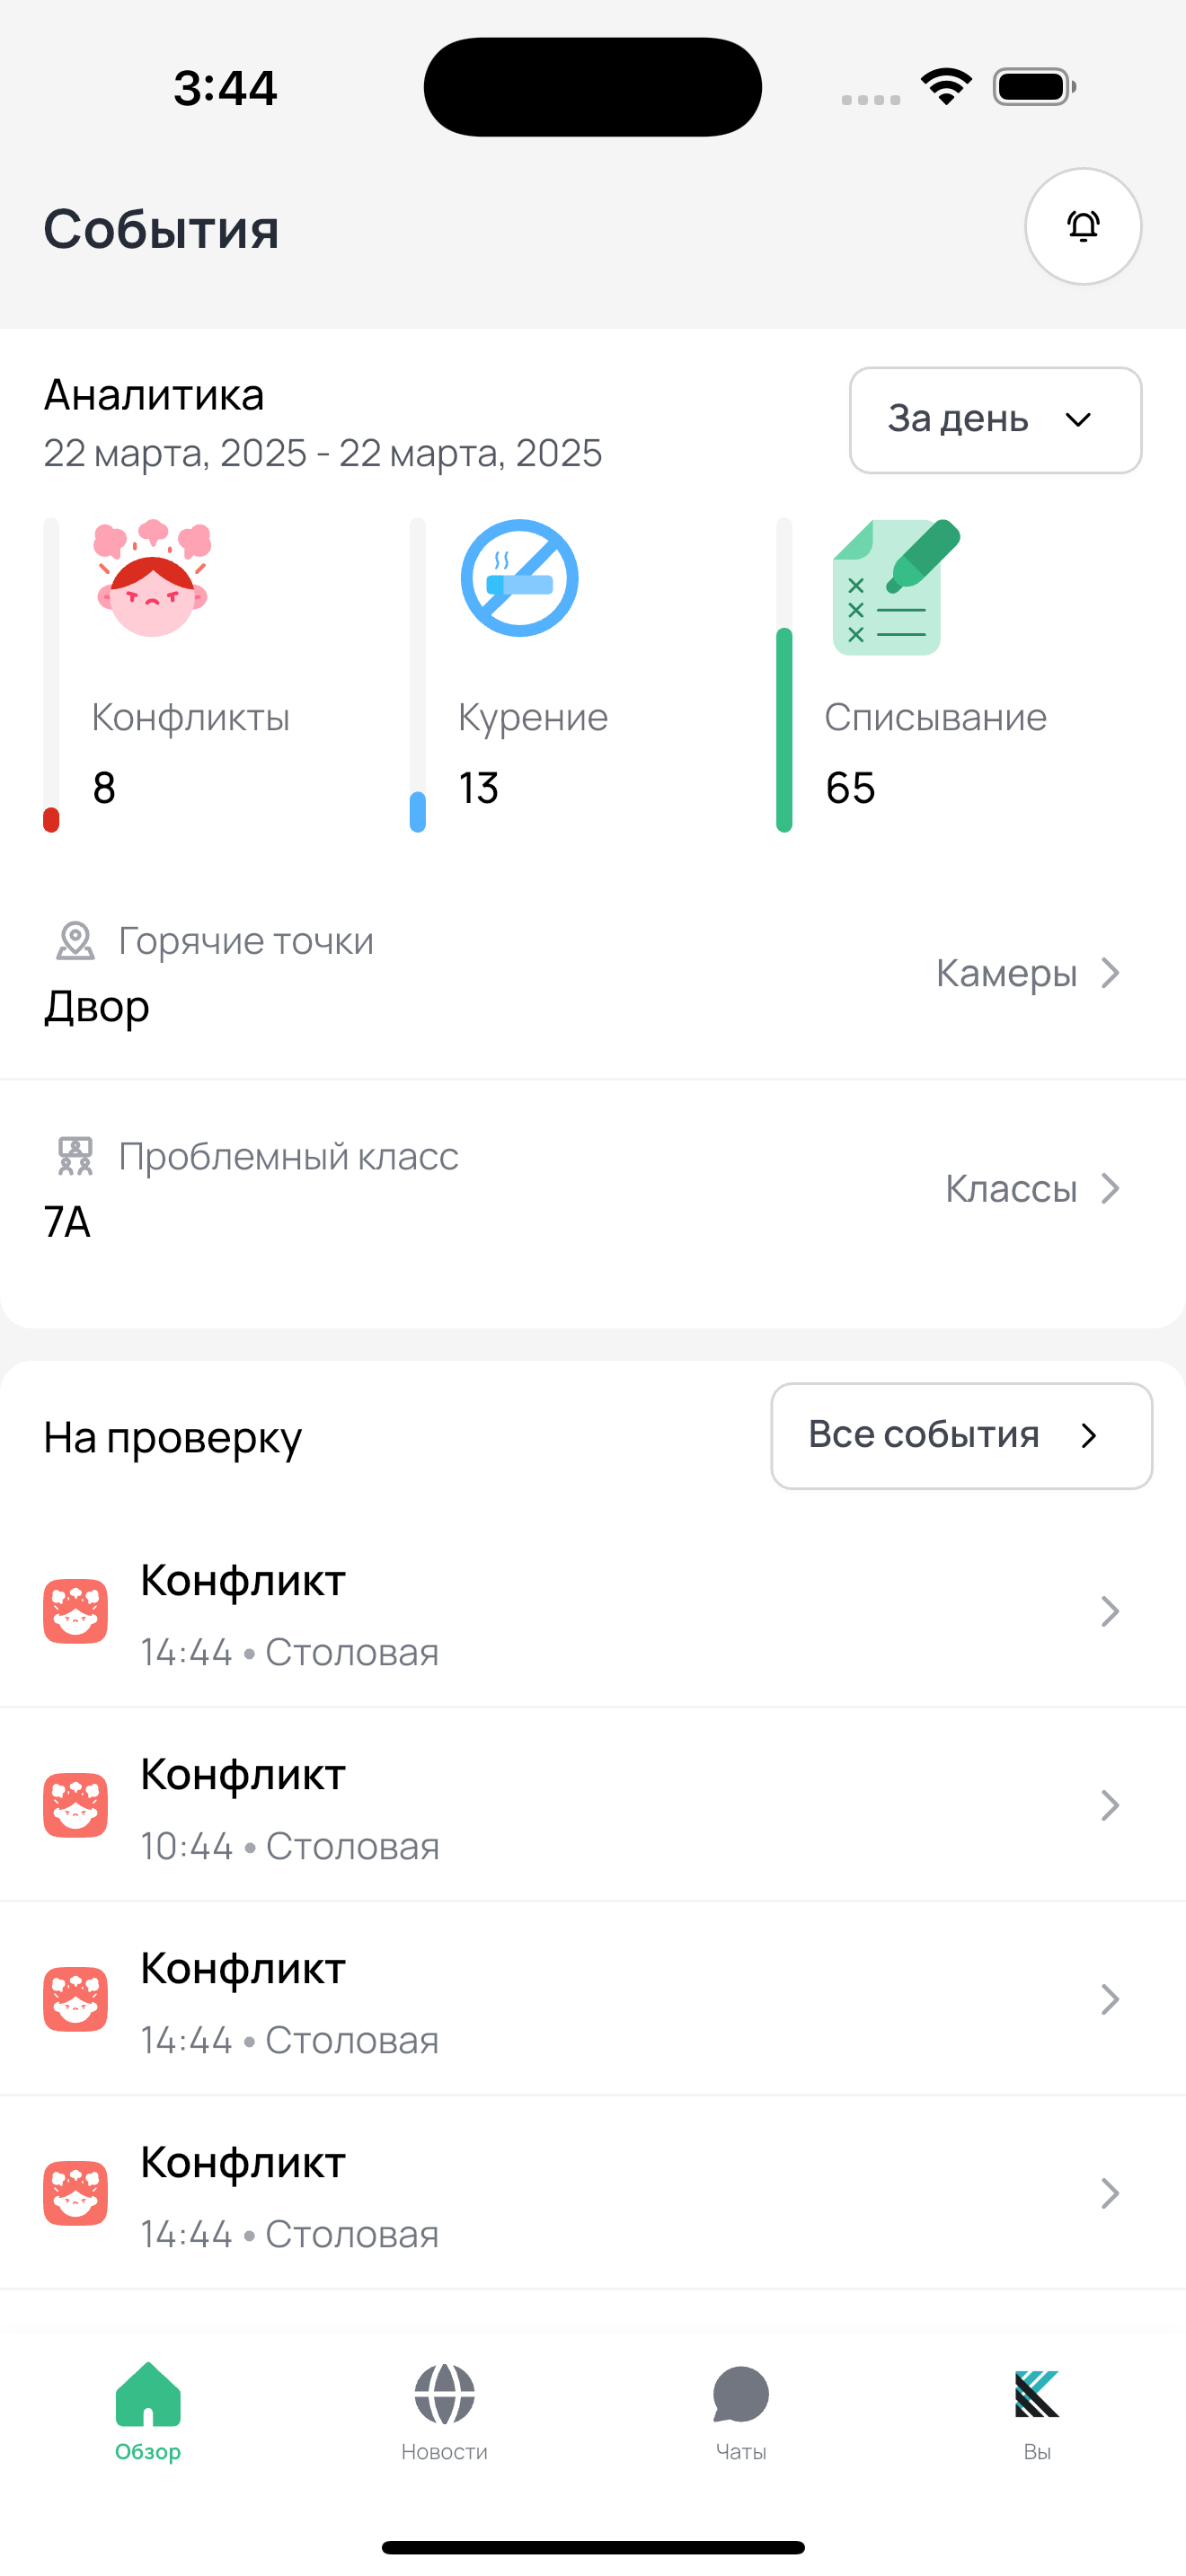 3:44
События
Аналитика
За день
22 марта, 2025 - 22 марта, 2025
Конфликты
8
Курение
13
Списывание
65
Горячие точки
Двор
Камеры
Проблемный класс
7А
Классы
На проверку
Все события
Конфликт
14:44 • Столовая
Конфликт
10:44 • Столовая
Конфликт
14:44 • Столовая
Конфликт
14:44 • Столовая
Обзор
Новости
Чаты
Вы